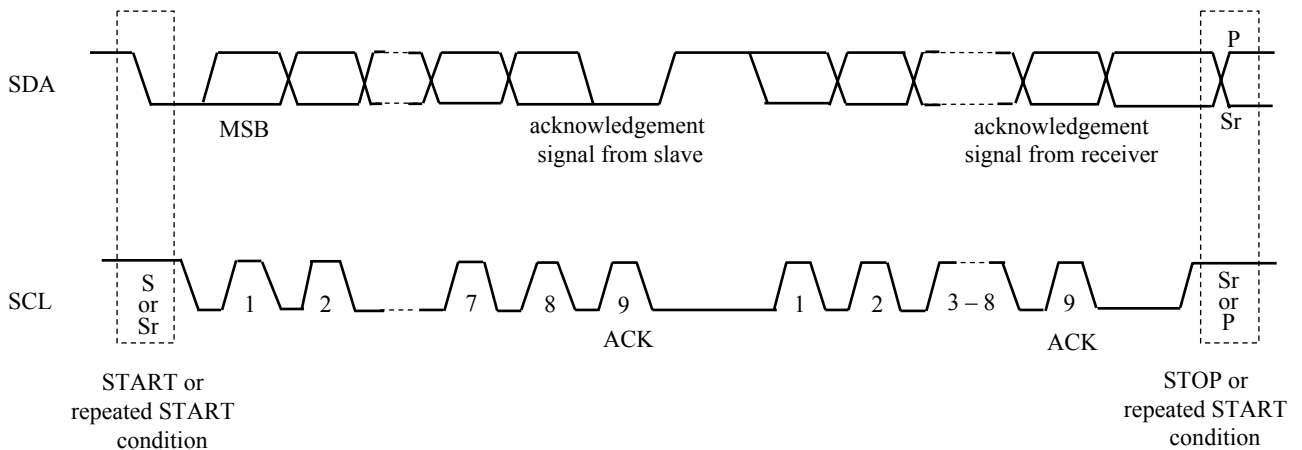 P
SDA
MSB
acknowledgement
signal from slave
acknowledgement
signal from receiver
Sr
SCL
S
or
Sr
1
2
7
8
9
1
2
3 – 8
9
Sr
or
P
ACK
ACK
START or
repeated START
condition
STOP or
repeated START
condition